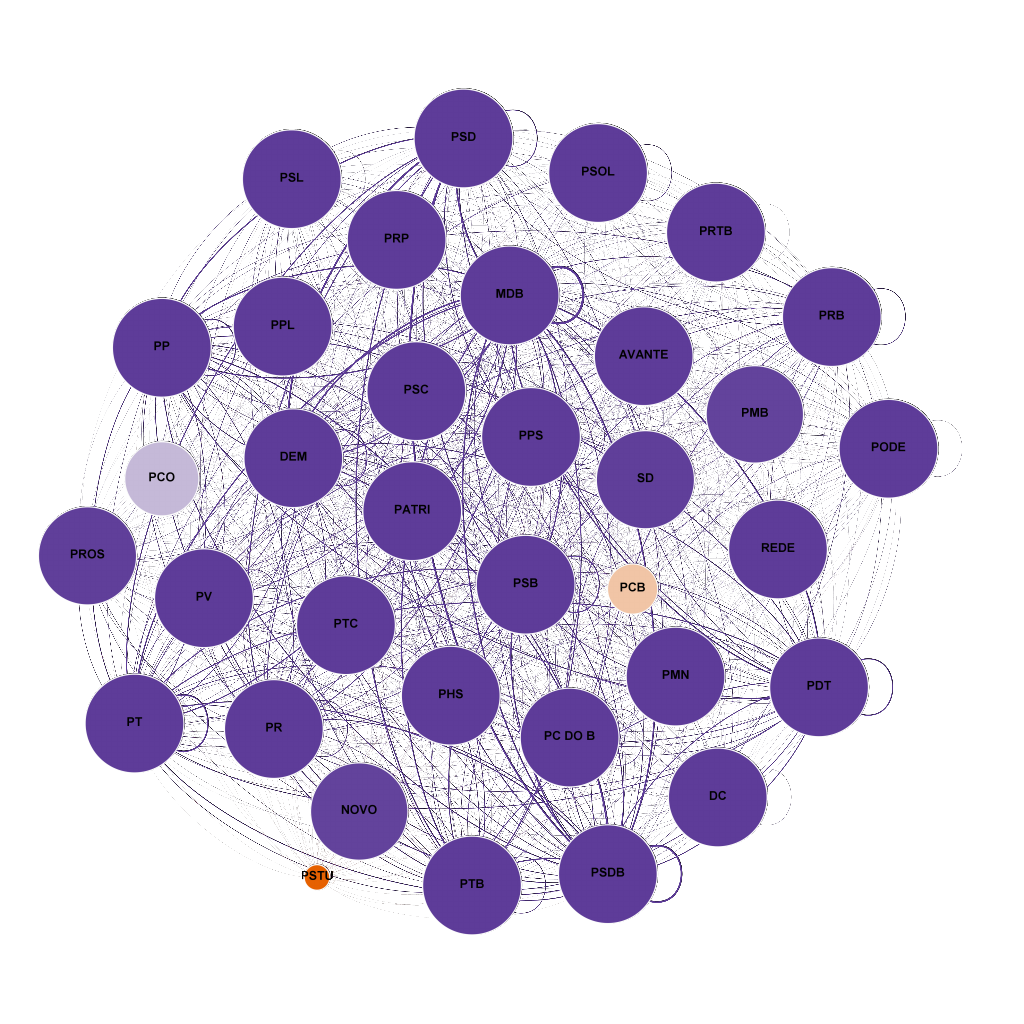 PSD
PSOL
PSL
PRTB
PRP
MDB
PRB
PPL
PP
AVANTE
PSC
PMB
PPS
PODE
DEM
PCO
SD
PATRI
REDE
PROS
PSB
PCB
PV
PTC
PMN
PDT
PHS
PT
PR
PC DO B
DC
NOVO
PSDB
PSTU
PTB